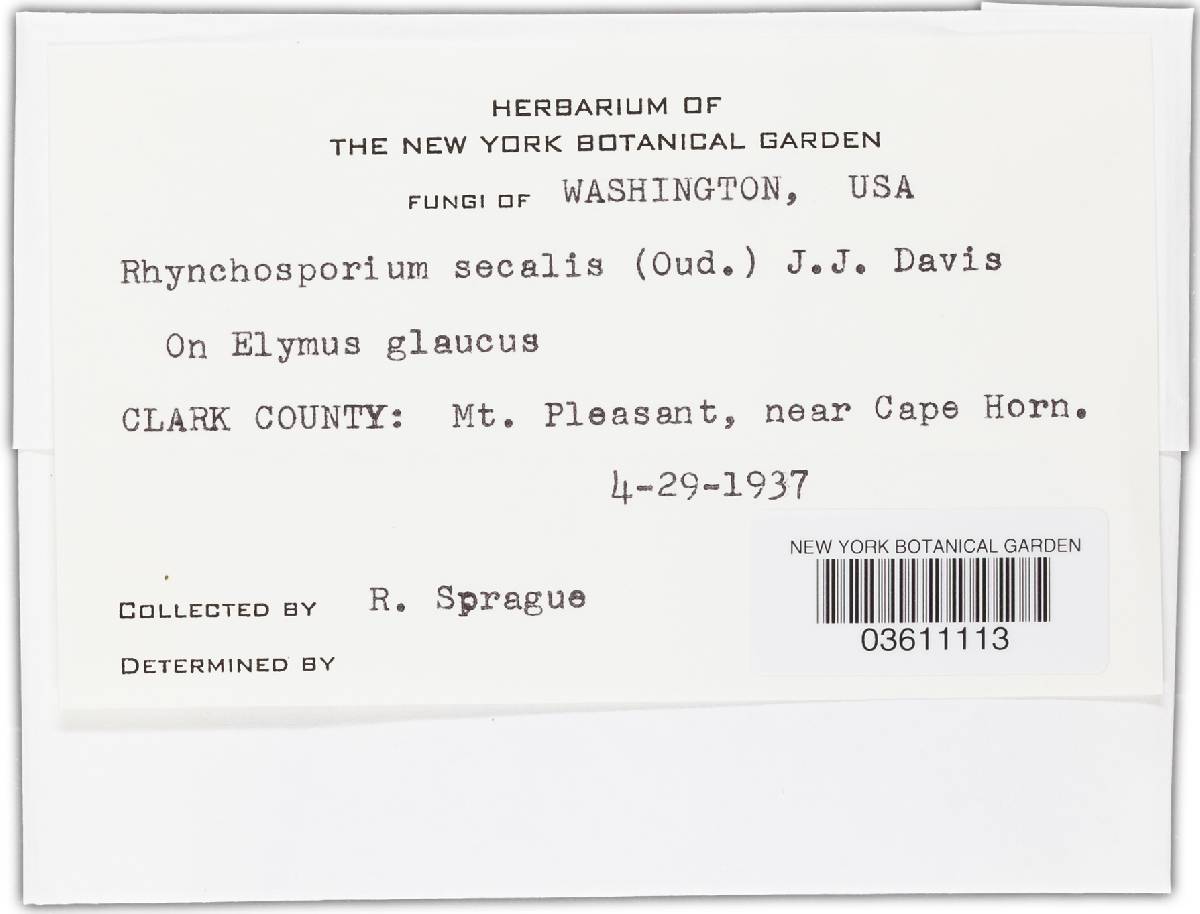 HERBARIUM OF
THE NEW YORK BOTANICAL GARDEN
FUNGI OF WASHINGTON, USA
Rhynchosporium secalis (Oud.) J.J. Davis
On Elymus glaucus
CLARK COUNTY: Mt. Pleasant, near Cape Horn.
4-29-1937
NEW YORK BOTANICAL GARDEN
03611113
COLLECTED BY R. Sprague
DETERMINED BY